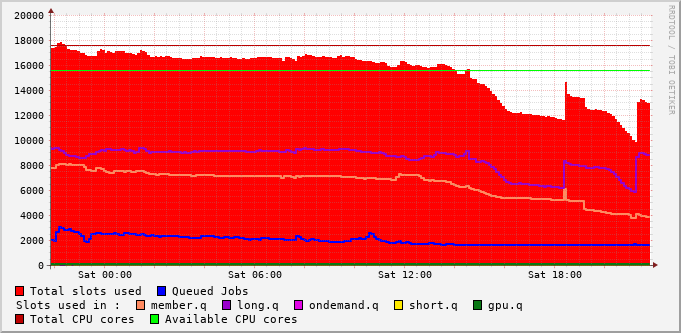 20000
18000
16000
14000
12000
10000
8000
6000
4000
2000
0
Sat 00:00 Sat 06:00 Sat 12:00 Sat 18:00
Total slots used Queued Jobs
Slots used in : member.q long.q ondemand.q short.q gpu.q
Total CPU cores Available CPU cores
RRDTOOL / TOBI OETIKER